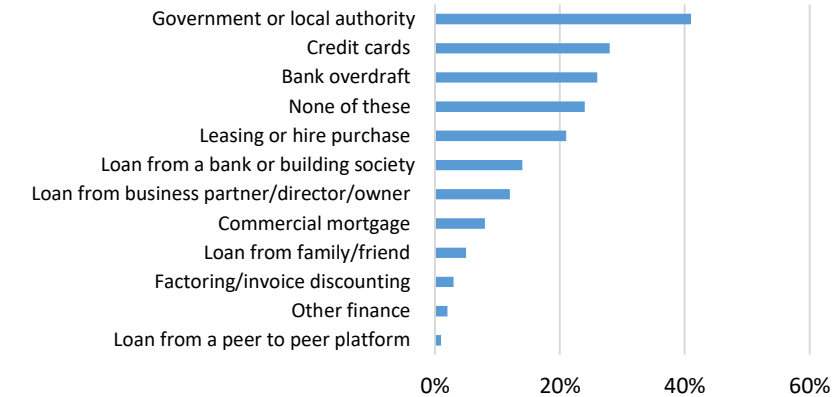 Government or local authority
Credit cards
Bank overdraft
None of these
Leasing or hire purchase
Loan from a bank or building society
Loan from business partner/director/owner
Commercial mortgage
Loan from family/friend
Factoring/invoice discounting
Other finance
Loan from a peer to peer platform
0% 20% 40% 60%